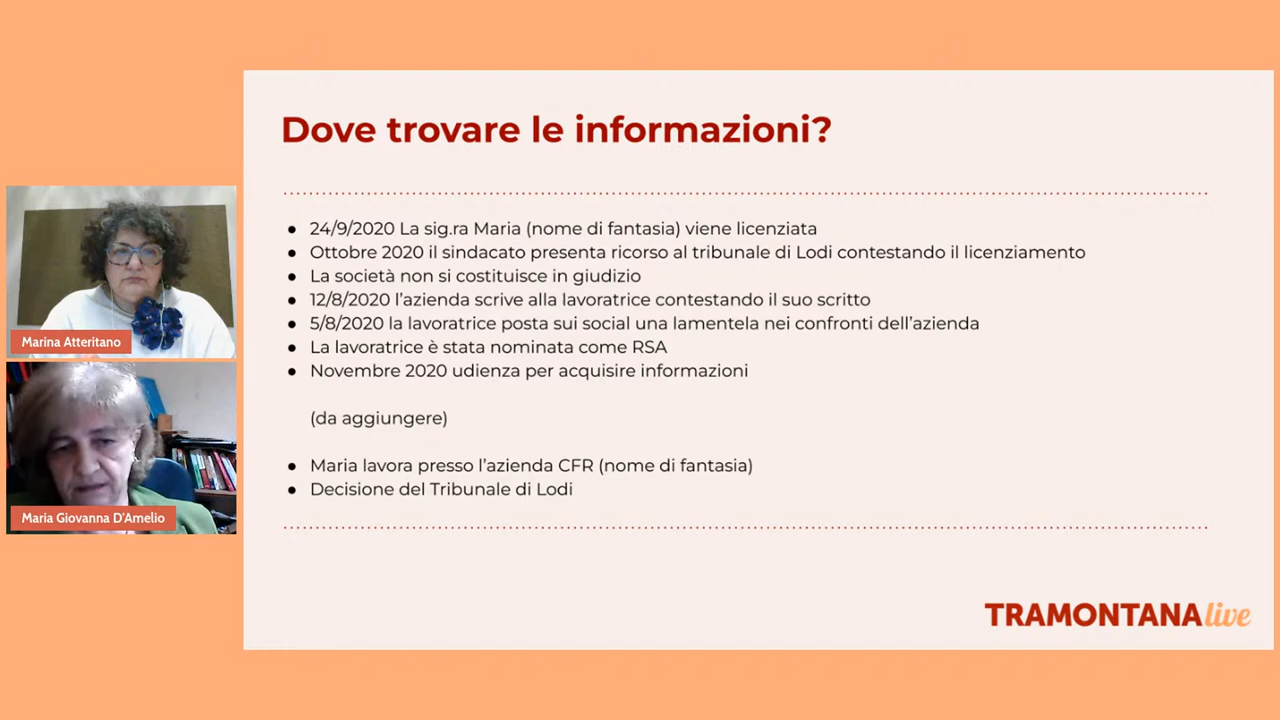 Dove trovare le informazioni?
● 24/9/2020 La sig.ra Maria (nome di fantasia) viene licenziata
● Ottobre 2020 il sindacato presenta ricorso al tribunale di Lodi contestando il licenziamento
● La società non si costituisce in giudizio
● 12/8/2020 l'azienda scrive alla lavoratrice contestando il suo scritto
● 5/8/2020 la lavoratrice posta sui social una lamentela nei confronti dell'azienda
● La lavoratrice è stata nominata come RSA
● Novembre 2020 udienza per acquisire informazioni
(da aggiungere)
● Maria lavora presso l'azienda CFR (nome di fantasia)
● Decisione del Tribunale di Lodi
Marina Atteritano
Maria Giovanna D'Amelio
TRAMONTANA live